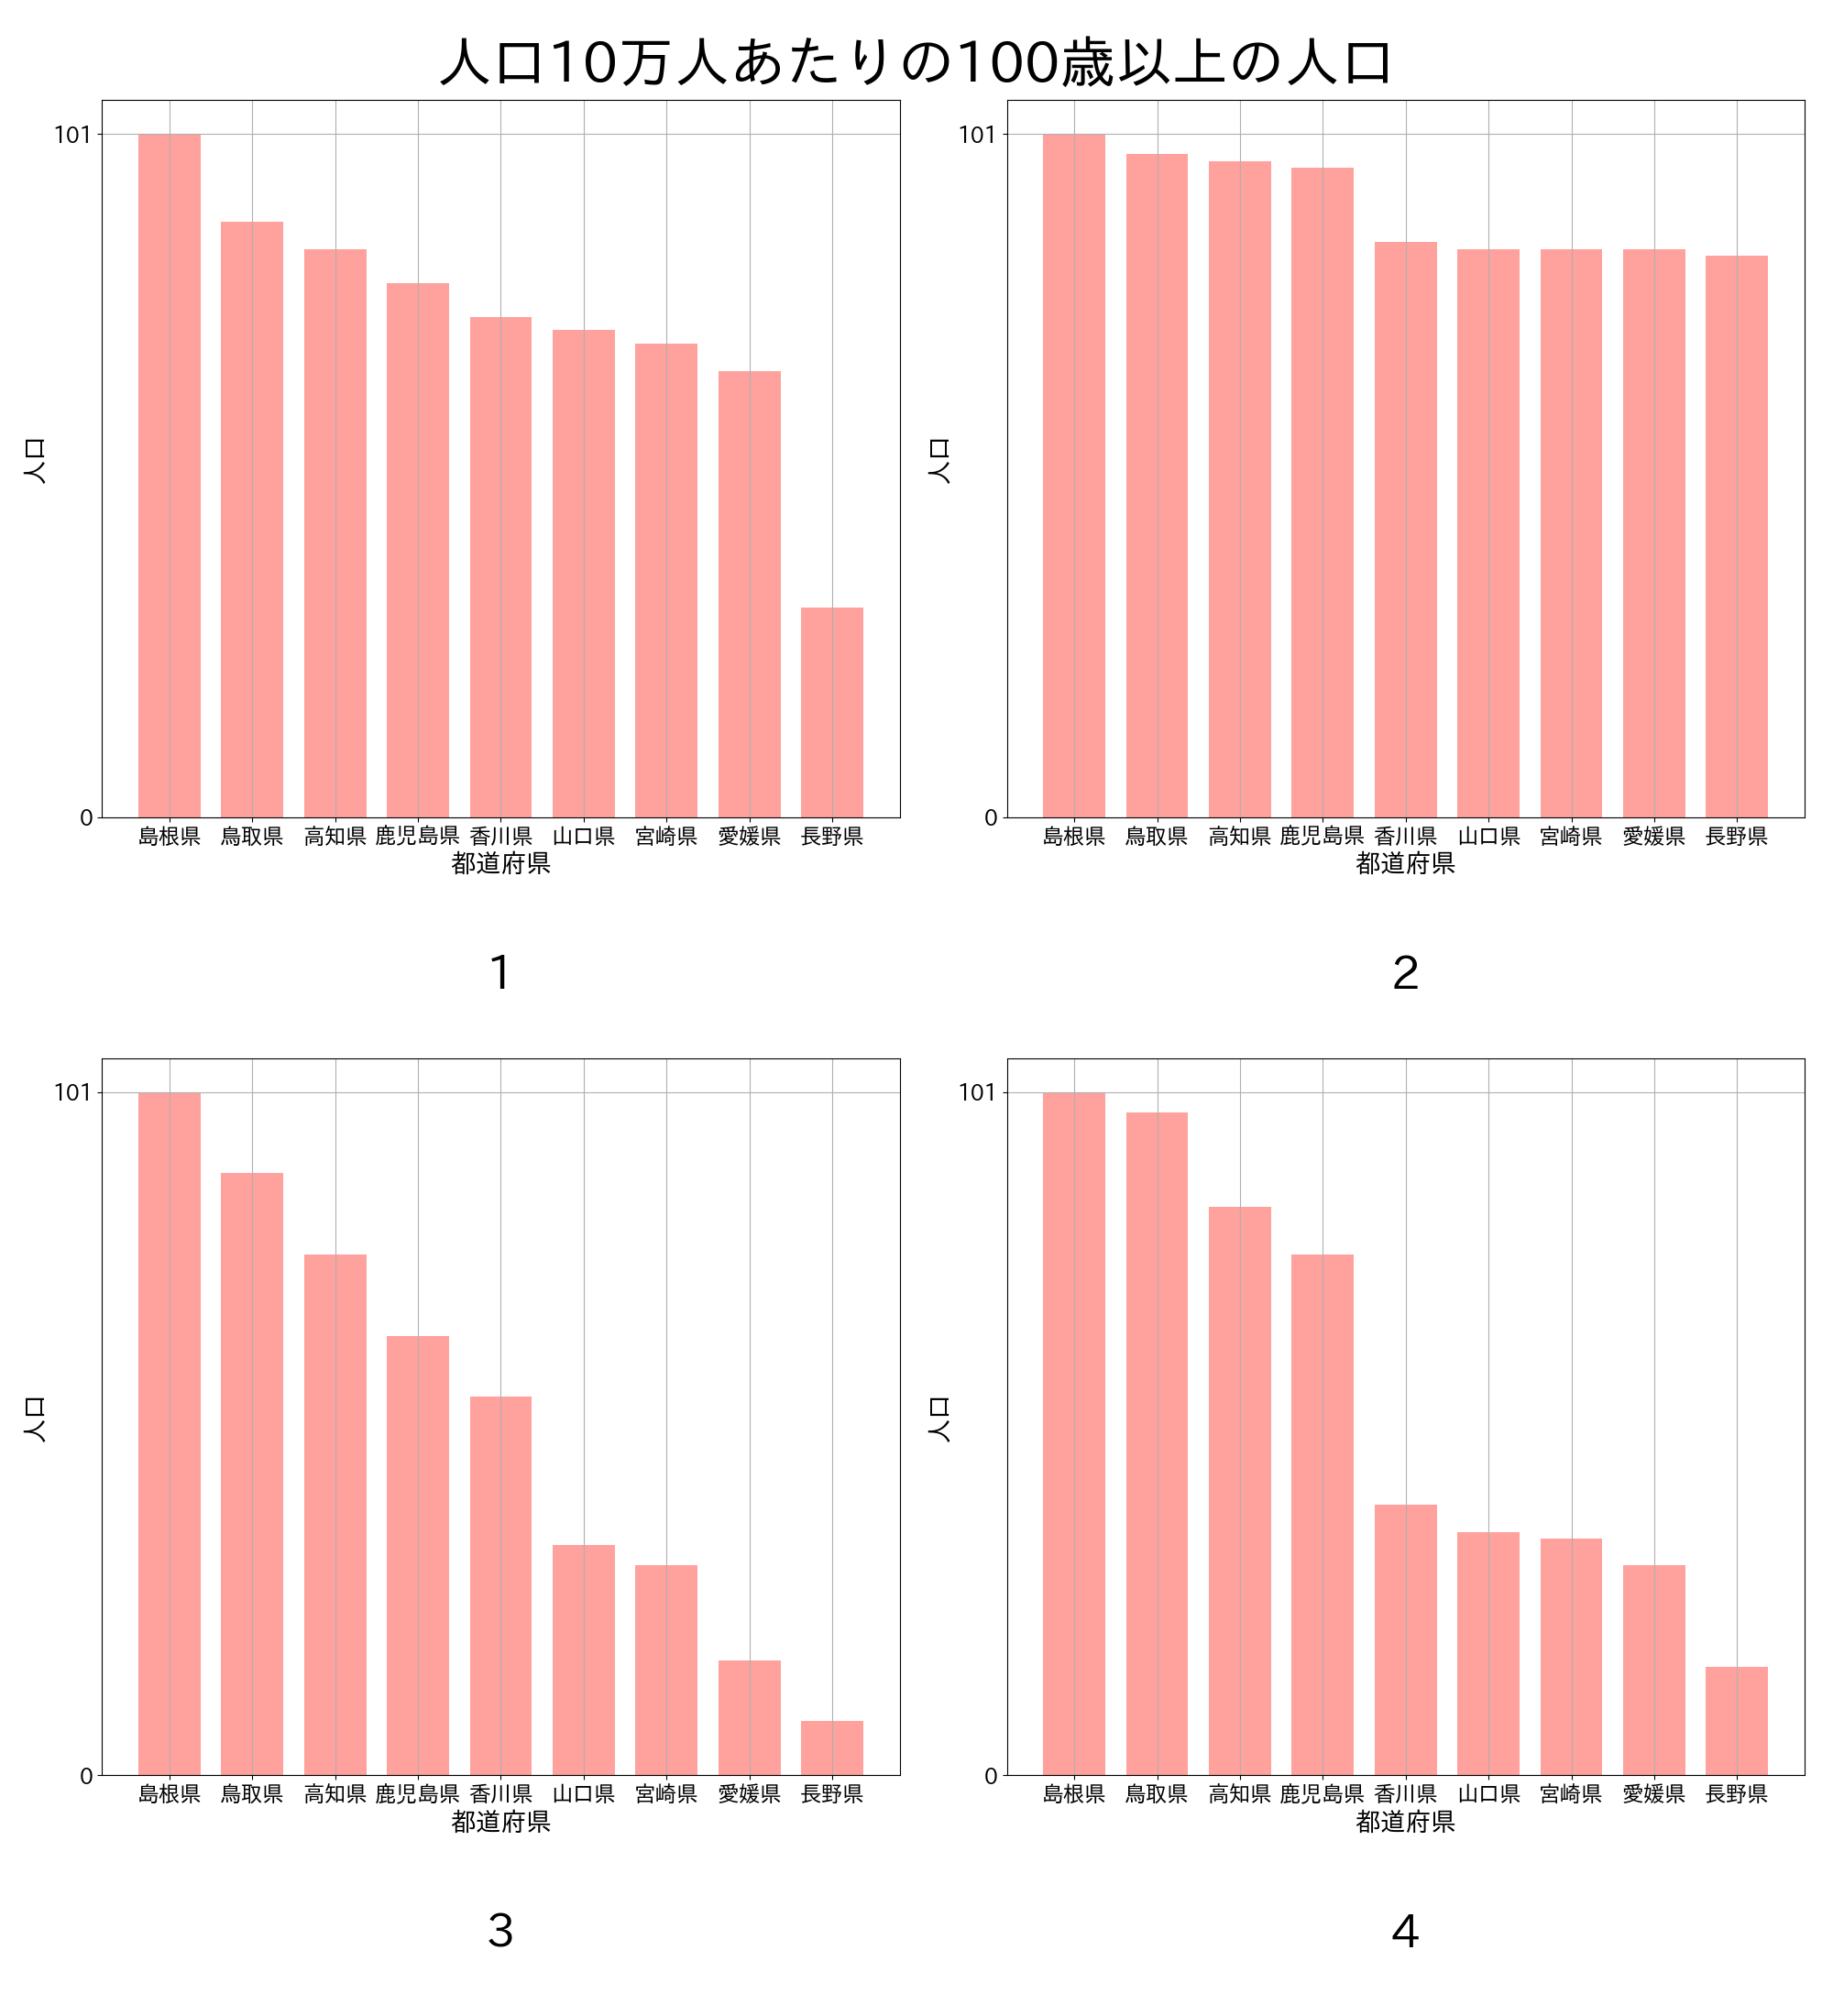 人口10万人あたりの100歳以上の人口
101
0
人口
島根県 鳥取県 高知県 鹿児島県 香川県 山口県 宮崎県 愛媛県 長野県
都道府県
1
101
0
人口
島根県 鳥取県 高知県 鹿児島県 香川県 山口県 宮崎県 愛媛県 長野県
都道府県
2
101
0
人口
島根県 鳥取県 高知県 鹿児島県 香川県 山口県 宮崎県 愛媛県 長野県
都道府県
3
101
0
人口
島根県 鳥取県 高知県 鹿児島県 香川県 山口県 宮崎県 愛媛県 長野県
都道府県
4